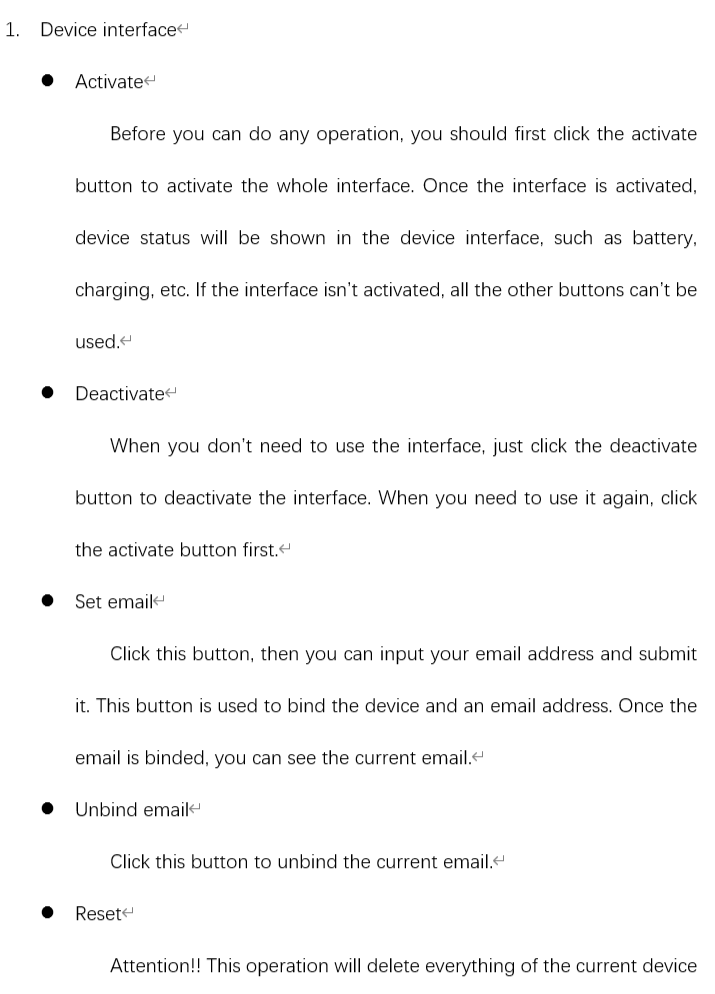 1. Device interface
● Activate
Before you can do any operation, you should first click the activate
button to activate the whole interface. Once the interface is activated,
device status will be shown in the device interface, such as battery,
charging, etc. If the interface isn't activated, all the other buttons can't be
used.
● Deactivate
When you don't need to use the interface, just click the deactivate
button to deactivate the interface. When you need to use it again, click
the activate button first.
● Set email
Click this button, then you can input your email address and submit
it. This button is used to bind the device and an email address. Once the
email is binded, you can see the current email.
● Unbind email
Click this button to unbind the current email.
● Reset
Attention!! This operation will delete everything of the current device